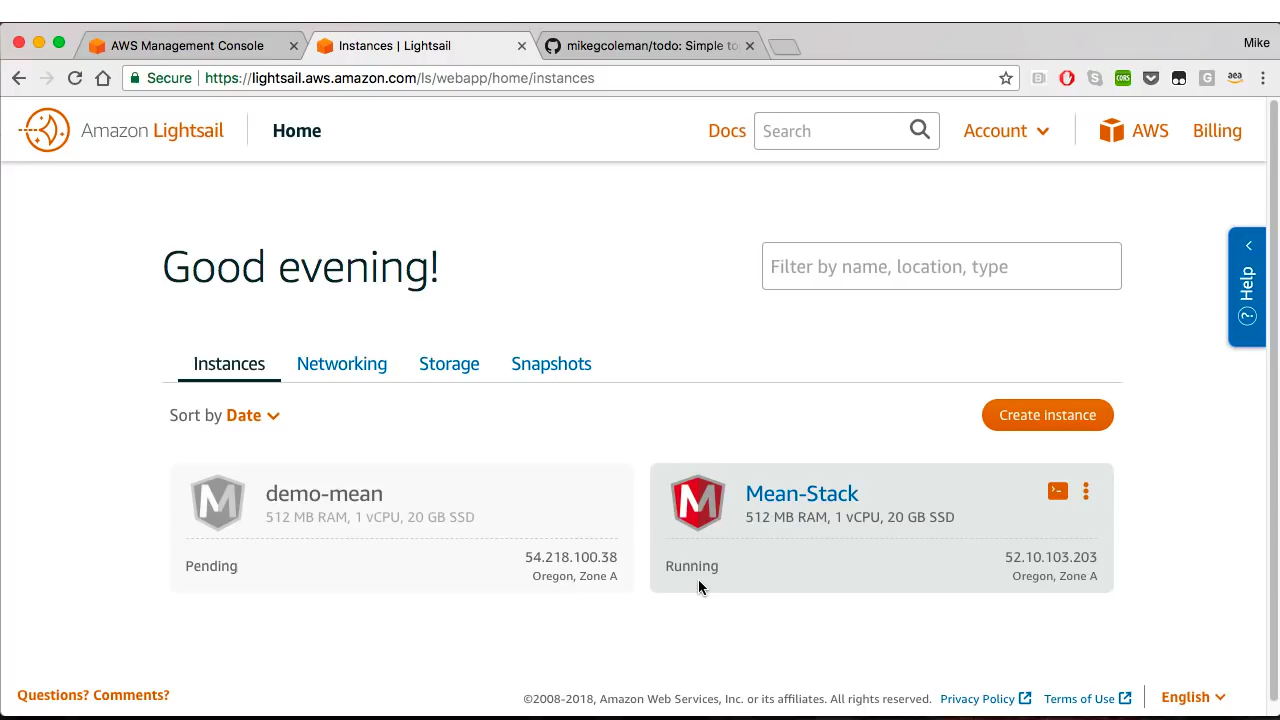 AWS Management Console
Instances | Lightsail
mikegcoleman/todo: Simple to
Mike
Secure | https://lightsail.aws.amazon.com/ls/webapp/home/instances
CORS
G
aea
Amazon Lightsail
Home
Docs
Search
Account
AWS
Billing
Good evening!
Filter by name, location, type
? Help
Instances
Networking
Storage
Snapshots
Sort by Date
Create instance
M
demo-mean
512 MB RAM, 1 vCPU, 20 GB SSD
Pending
54.218.100.38
Oregon, Zone A
M
Mean-Stack
512 MB RAM, 1 vCPU, 20 GB SSD
Running
52.10.103.203
Oregon, Zone A
Questions? Comments?
©2008-2018, Amazon Web Services, Inc. or its affiliates. All rights reserved.
Privacy Policy
Terms of Use
English